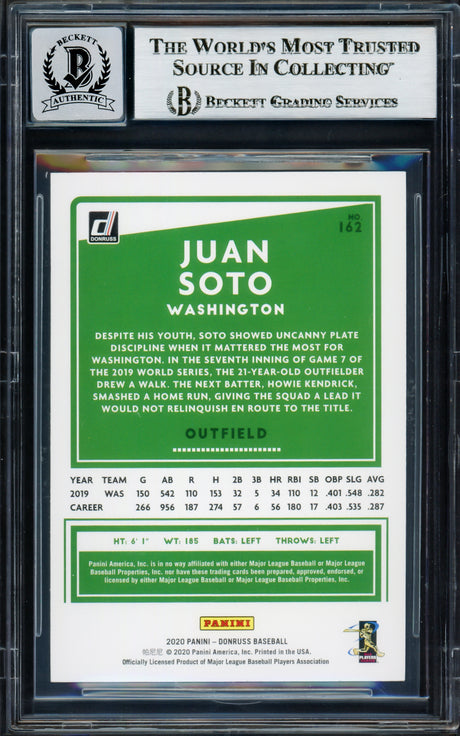 BECKETT
B
AUTHENTIC
THE WORLD'S MOST TRUSTED
SOURCE IN COLLECTING™
B BECKETT GRADING SERVICES
d
DONRUSS
NO.
162
JUAN
SOTO
WASHINGTON
DESPITE HIS YOUTH, SOTO SHOWED UNCANNY PLATE
DISCIPLINE WHEN IT MATTERED THE MOST FOR
WASHINGTON. IN THE SEVENTH INNING OF GAME 7 OF
THE 2019 WORLD SERIES, THE 21-YEAR-OLD OUTFIELDER
DREW A WALK. THE NEXT BATTER, HOWIE KENDRICK,
SMASHED A HOME RUN, GIVING THE SQUAD A LEAD IT
WOULD NOT RELINQUISH EN ROUTE TO THE TITLE.
OUTFIELD
YEAR TEAM G AB R H 2B 3B HR RBI SB OBP SLG AVG
2019 WAS 150 542 110 153 32 5 34 110 12 .401 .548 .282
CAREER 266 956 187 274 57 6 56 180 17 .403 .535 .287
HT: 6' 1" WT: 185 BATS: LEFT THROWS: LEFT
Panini America, Inc. is in no way affiliated with either Major League Baseball or Major League
Baseball Properties, Inc. nor have these trading cards been prepared, approved, endorsed, or
licensed by either Major League Baseball or Major League Baseball Properties, Inc.
PANINI
2020 PANINI – DONRUSS BASEBALL
帕尼尼 © 2020 Panini America, Inc. Printed in the USA.
Officially Licensed Product of Major League Baseball Players Association
PLAYERS